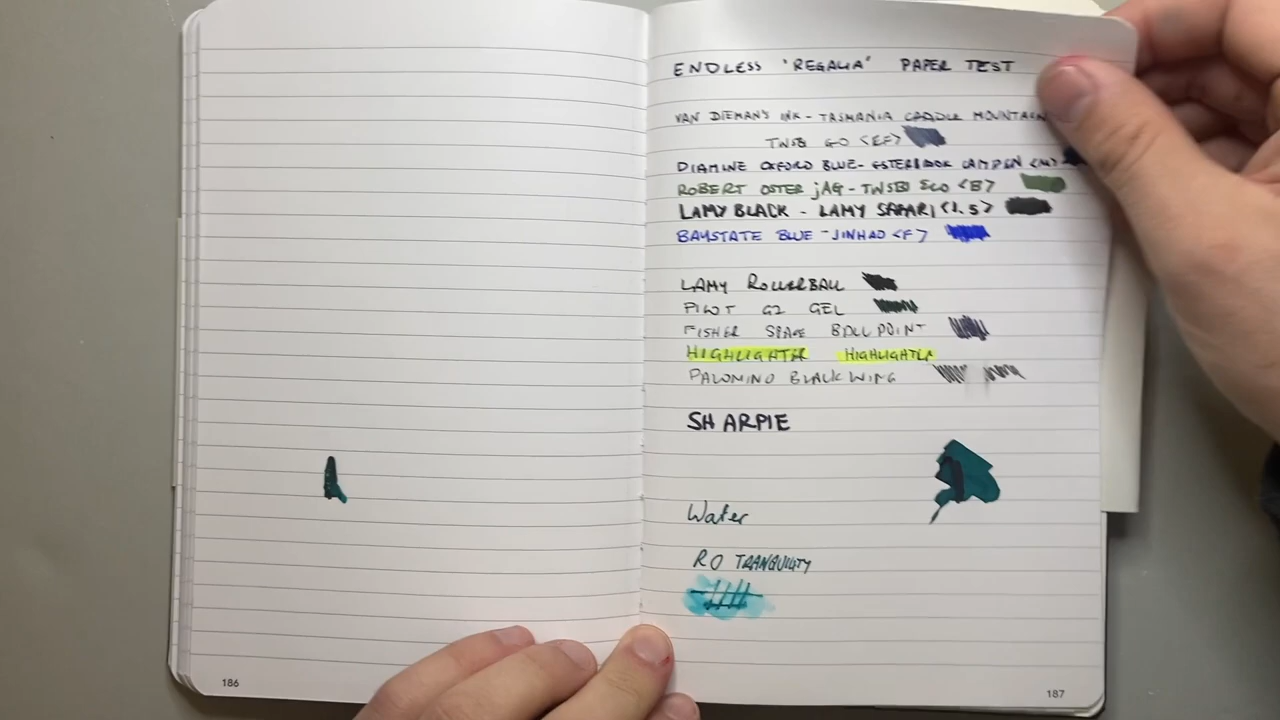 ENDLESS "REGALIA" PAPER TEST
VAN DIEMAN'S INK - TASMANIA CRADLE MOUNTAIN
TWSBI GO <EF>
DIAMINE OXFORD BLUE - ESTERBROOK CAMDEN <M>
ROBERT OSTER JAG - TWSBI ECO <B>
LAMY BLACK - LAMY SAFARI <1.5>
BAYSTATE BLUE - JINHAO <F>
LAMY ROLLERBALL
PILOT G2 GEL
FISHER SPACE BALLPOINT
HIGHLIGHTER HIGHLIGHTER
PALOMINO BLACKWING
SHARPIE
Water
RO TRANQUILITY
186
187